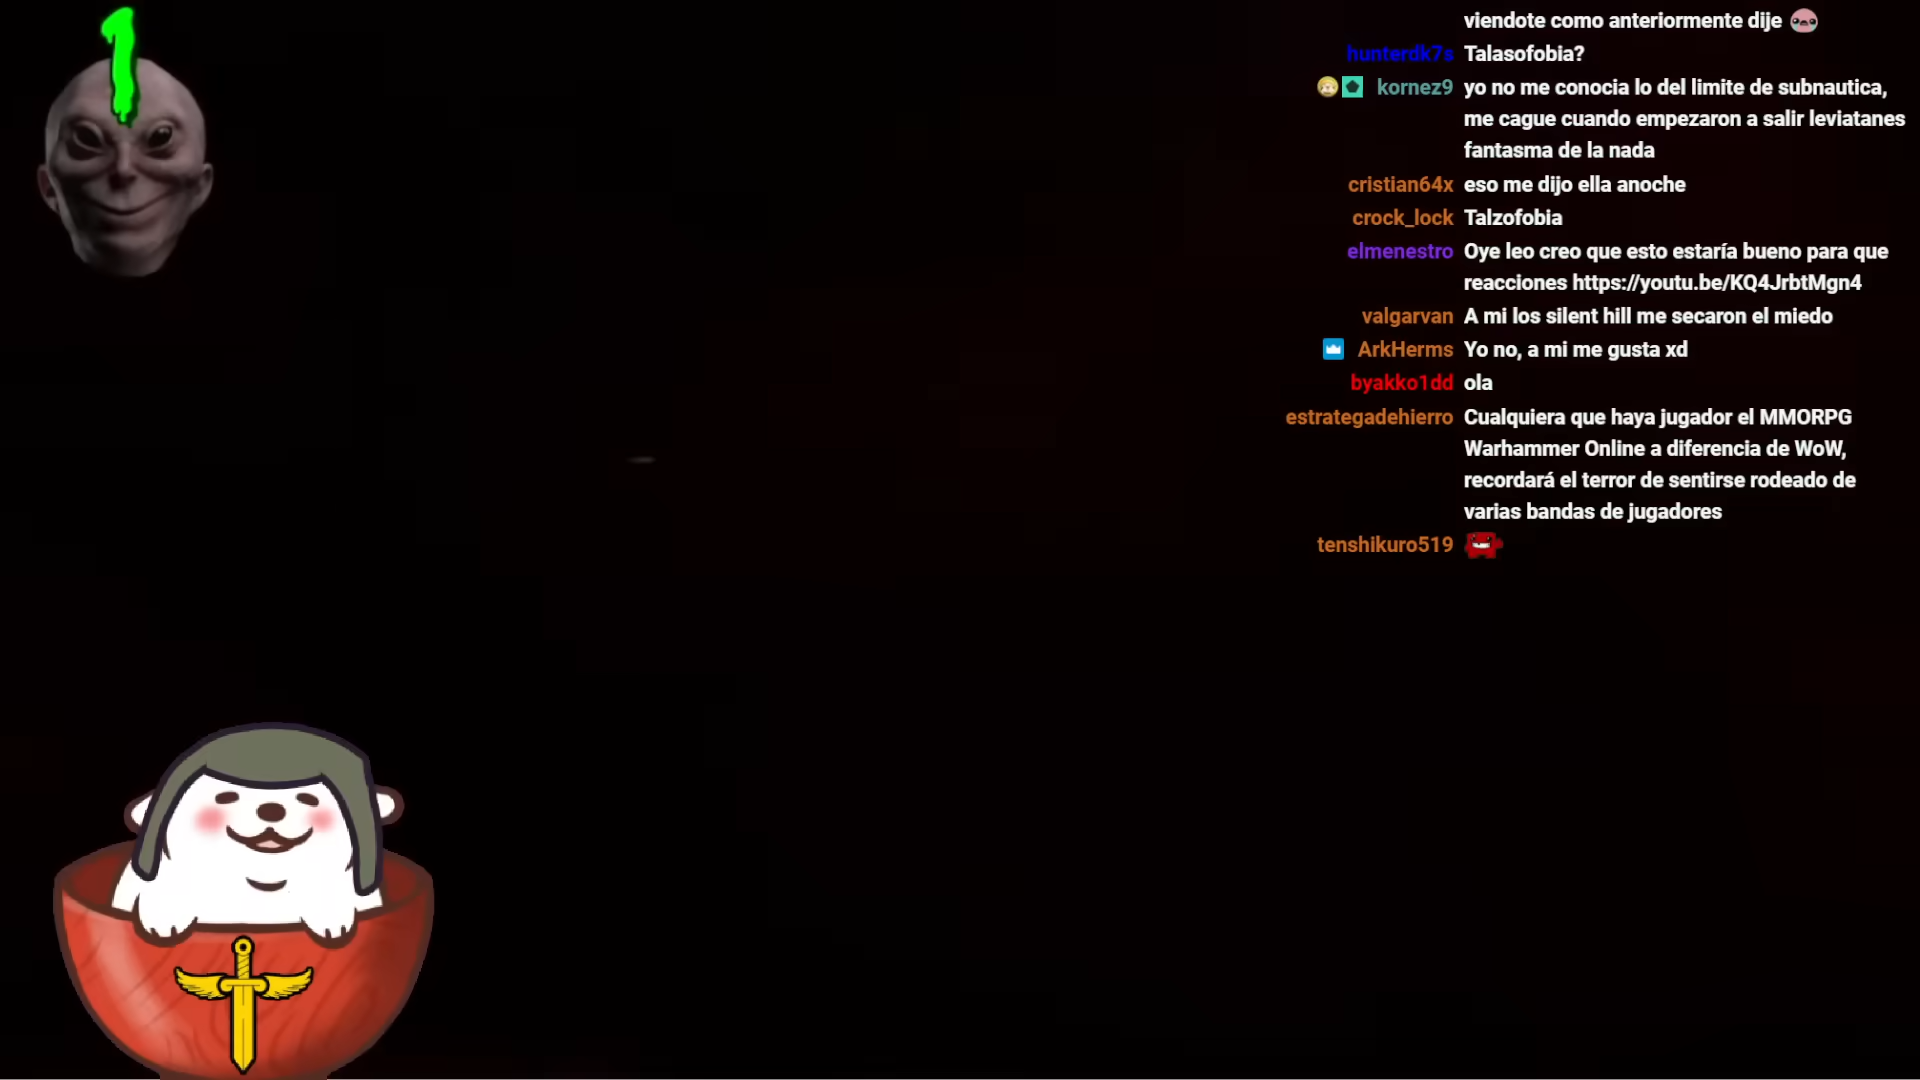 1
viendote como anteriormente dije
hunterdk7s Talasofobia?
kornez9 yo no me conocia lo del limite de subnautica,
me cague cuando empezaron a salir leviatanes
fantasma de la nada
cristian64x eso me dijo ella anoche
crock_lock Talzofobia
elmenestro Oye leo creo que esto estaría bueno para que
reacciones https://youtu.be/KQ4JrbtMgn4
valgarvan A mi los silent hill me secaron el miedo
ArkHerms Yo no, a mi me gusta xd
byakko1dd ola
estrategadehierro Cualquiera que haya jugador el MMORPG
Warhammer Online a diferencia de WoW,
recordará el terror de sentirse rodeado de
varias bandas de jugadores
tenshikuro519